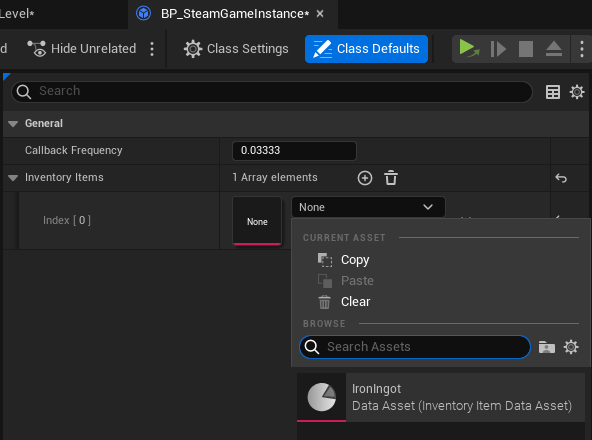 Level*
BP_SteamGameInstance*
d
Hide Unrelated
Class Settings
Class Defaults
Search
General
Callback Frequency
0.03333
Inventory Items
1 Array elements
Index [ 0 ]
None
None
CURRENT ASSET
Copy
Paste
Clear
BROWSE
Search Assets
IronIngot
Data Asset (Inventory Item Data Asset)